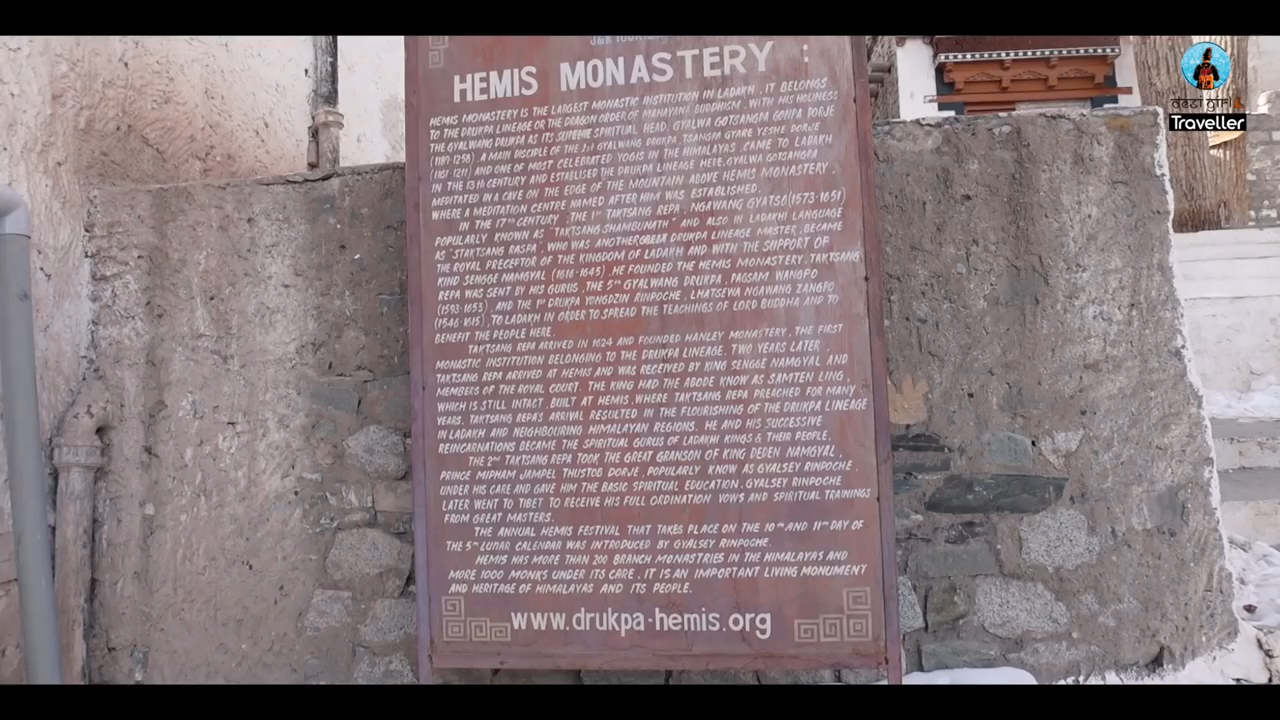 J&K TOURISM
HEMIS MONASTERY :
HEMIS MONASTERY IS THE LARGEST MONASTIC INSTITUTION IN LADAKH . IT BELONGS
TO THE DRUKPA LINEAGE OR THE DRAGON ORDER OF MAHAYANA BUDDHISM . WITH HIS HOLINESS
THE GYALWANG DRUKPA AS ITS SUPREME SPIRITUAL HEAD. GYALWA GOTSANGPA GONPA DORJE
(1189-1258) , A MAIN DISCIPLE OF THE 1st GYALWANG DRUKPA , TSANGPA GYARE YESHE DORJE
(1161-1211) AND ONE OF MOST CELEBRATED YOGIS IN THE HIMALAYAS .CAME TO LADAKH
IN THE 13th CENTURY AND ESTABLISED THE DRUKPA LINEAGE HERE.GYALWA GOTSANGPA
MEDITATED IN A CAVE ON THE EDGE OF THE MOUNTAIN ABOVE HEMIS MONASTERY .
WHERE A MEDITATION CENTRE NAMED AFTER HIM WAS ESTABLISHED.
IN THE 17th CENTURY ,THE 1st TAKTSANG REPA , NGAWANG GYATSO(1573-1651)
POPULARLY KNOWN AS "TAKTSANG SHAMBUNATH" AND ALSO IN LADAKHI LANGUAGE
AS "STAKTSANG RASPA", WHO WAS ANOTHER DRUKPA LINEAGE MASTER , BECAME
THE ROYAL PRECEPTOR OF THE KINGDOM OF LADAKH AND WITH THE SUPPORT OF
KIND SENGGE NAMGYAL (1616-1645) .HE FOUNDED THE HEMIS MONASTERY . TAKTSANG
REPA WAS SENT BY HIS GURUS , THE 5th GYALWANG DRUKPA , PAGSAM WANGPO
(1593-1653) , AND THE 1st DRUKPA YONGDZIN RINPOCHE , LHATSEWA NGAWANG ZANGPO
(1546-1615) ,TO LADAKH IN ORDER TO SPREAD THE TEACHINGS OF LORD BUDDHA AND TO
BENEFIT THE PEOPLE HERE.
TAKTSANG REPA ARRIVED IN 1624 AND FOUNDED HANLEY MONASTERY , THE FIRST
MONASTIC INSTITUTION BELONGING TO THE DRUKPA LINEAGE. TWO YEARS LATER ,
TAKTSANG REPA ARRIVED AT HEMIS AND WAS RECEIVED BY KING SENGGE NAMGYAL AND
MEMBERS OF THE ROYAL COURT. THE KING HAD THE ABODE KNOW AS SAMTEN LING ,
WHICH IS STILL INTACT ,BUILT AT HEMIS,WHERE TAKTSANG REPA PREACHED FOR MANY
YEARS. TAKTSANG REPA'S ARRIVAL RESULTED IN THE FLOURISHING OF THE DRUKPA LINEAGE
IN LADAKH AND NEIGHBOURING HIMALAYAN REGIONS. HE AND HIS SUCCESSIVE
REINCARNATIONS BECAME THE SPIRITUAL GURUS OF LADAKHI KINGS & THEIR PEOPLE,
THE 2nd TAKTSANG REPA TOOK THE GREAT GRANSON OF KING DEDEN NAMGYAL,
PRINCE MIPHAM JAMPEL THUSTOB DORJE, POPULARLY KNOW AS GYALSEY RINPOCHE .
UNDER HIS CARE AND GAVE HIM THE BASIC SPIRITUAL EDUCATION. GYALSEY RINPOCHE
LATER WENT TO TIBET TO RECEIVE HIS FULL ORDINATION VOWS AND SPIRITUAL TRAININGS
FROM GREAT MASTERS.
THE ANNUAL HEMIS FESTIVAL THAT TAKES PLACE ON THE 10th AND 11th DAY OF
THE 5th LUNAR CALENDAR WAS INTRODUCED BY GYALSEY RINPOCHE.
HEMIS HAS MORE THAN 200 BRANCH MONASTRIES IN THE HIMALAYAS AND
MORE 1000 MONKS UNDER ITS CARE . IT IS AN IMPORTANT LIVING MONUMENT
AND HERITAGE OF HIMALAYAS AND ITS PEOPLE.
www.drukpa-hemis.org
desi girl
Traveller